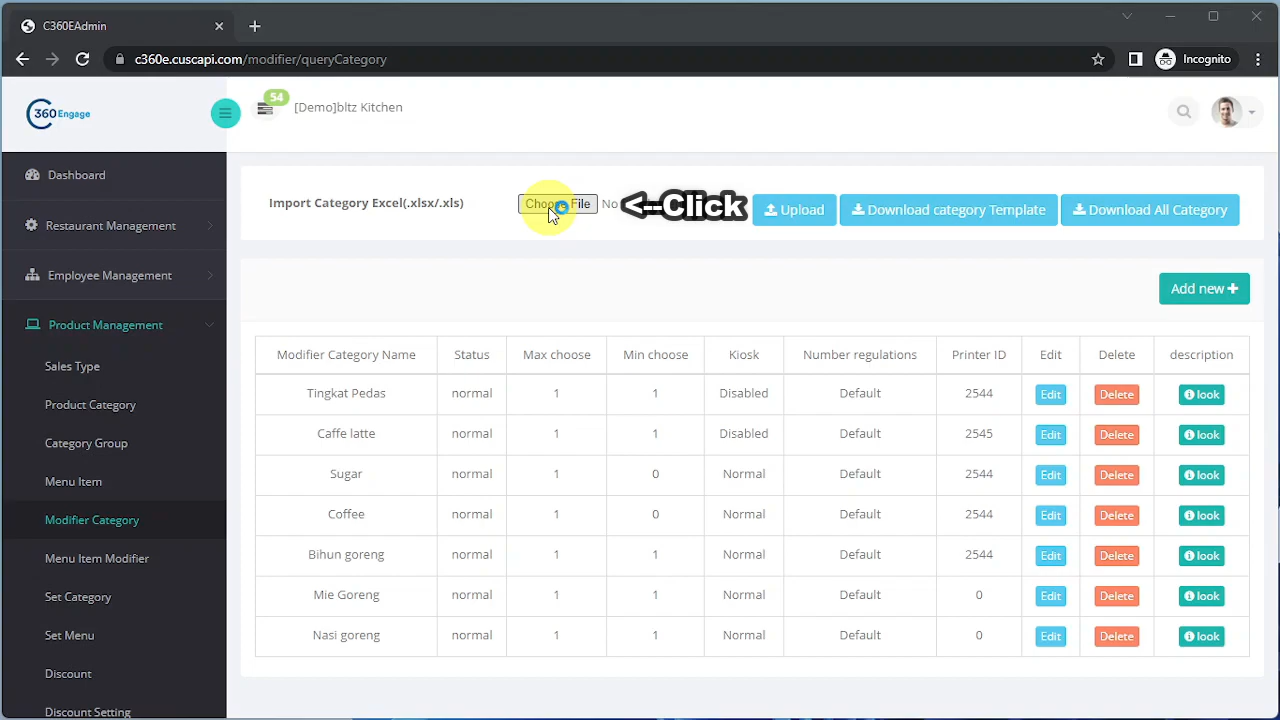 C360EAdmin
c360e.cuscapi.com/modifier/queryCategory
Incognito
360 Engage
54
[Demo]bltz Kitchen
Dashboard
Restaurant Management
Employee Management
Product Management
Sales Type
Product Category
Category Group
Menu Item
Modifier Category
Menu Item Modifier
Set Category
Set Menu
Discount
Discount Setting
Import Category Excel(.xlsx/.xls)
Choose File No
<--Click
Upload
Download category Template
Download All Category
Add new
Modifier Category Name Status Max choose Min choose Kiosk Number regulations Printer ID Edit Delete description
Tingkat Pedas normal 1 1 Disabled Default 2544 Edit Delete look
Caffe latte normal 1 1 Disabled Default 2545 Edit Delete look
Sugar normal 1 0 Normal Default 2544 Edit Delete look
Coffee normal 1 0 Normal Default 2544 Edit Delete look
Bihun goreng normal 1 1 Normal Default 2544 Edit Delete look
Mie Goreng normal 1 1 Normal Default 0 Edit Delete look
Nasi goreng normal 1 1 Normal Default 0 Edit Delete look